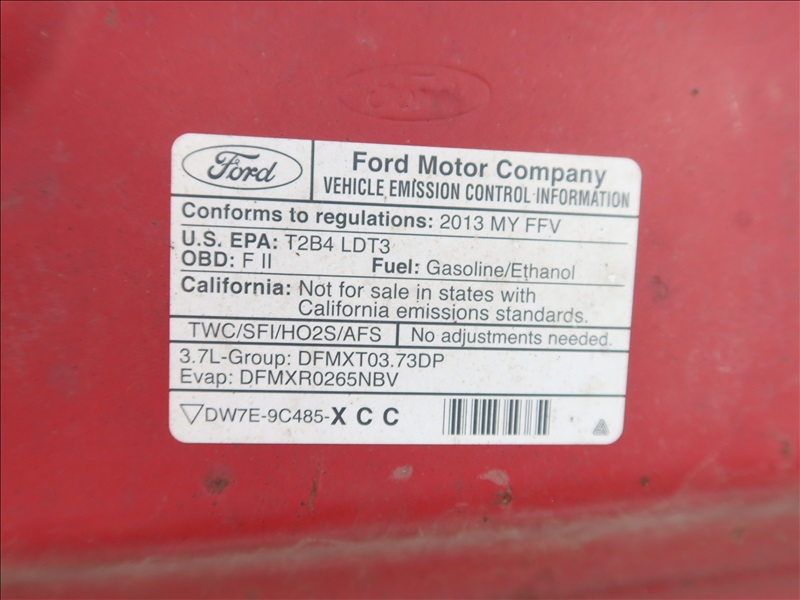 Ford
Ford
Ford Motor Company
VEHICLE EMISSION CONTROL INFORMATION
Conforms to regulations: 2013 MY FFV
U.S. EPA: T2B4 LDT3
OBD: F II Fuel: Gasoline/Ethanol
California: Not for sale in states with
California emissions standards.
TWC/SFI/HO2S/AFS No adjustments needed.
3.7L-Group: DFMXT03.73DP
Evap: DFMXR0265NBV
DW7E-9C485-X C C